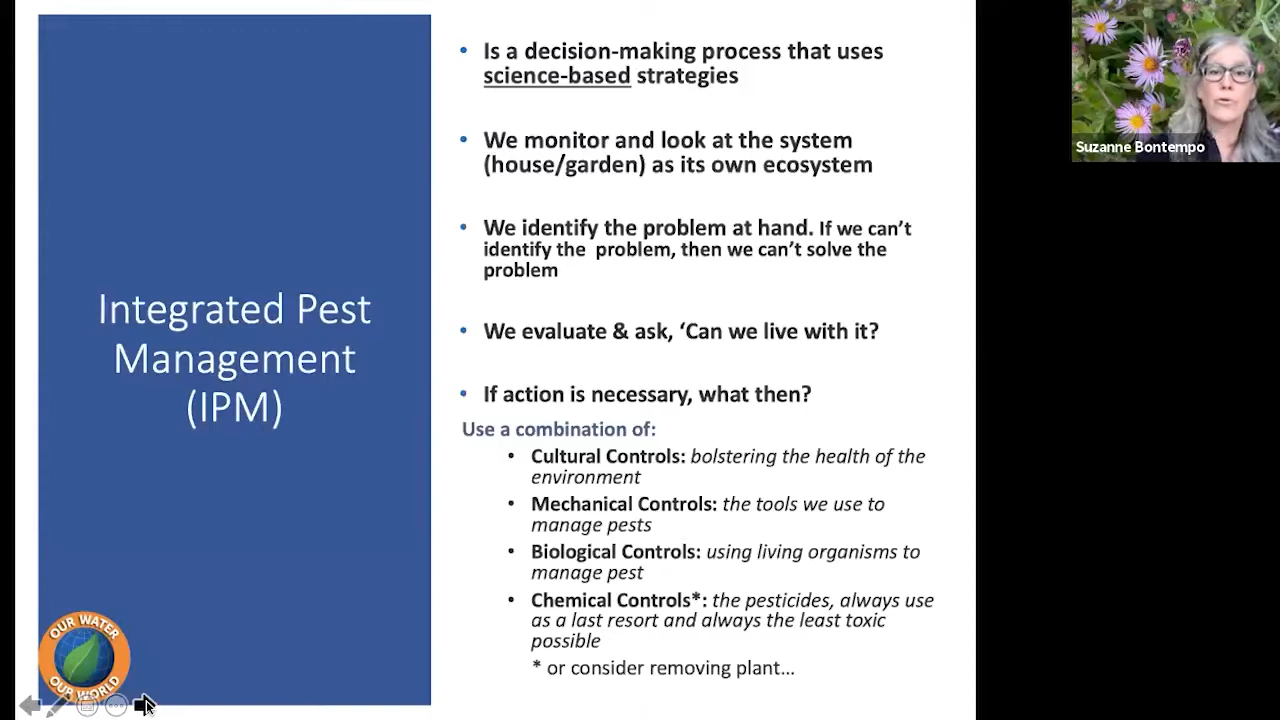 Integrated Pest
Management
(IPM)
• Is a decision-making process that uses
science-based strategies
• We monitor and look at the system
(house/garden) as its own ecosystem
• We identify the problem at hand. If we can’t
identify the  problem, then we can’t solve the
problem
• We evaluate & ask, ‘Can we live with it?
• If action is necessary, what then?
Use a combination of:
• Cultural Controls: bolstering the health of the
environment
• Mechanical Controls: the tools we use to
manage pests
• Biological Controls: using living organisms to
manage pest
• Chemical Controls*: the pesticides, always use
as a last resort and always the least toxic
possible
* or consider removing plant...
OUR WATER
OUR WORLD
Suzanne Bontempo